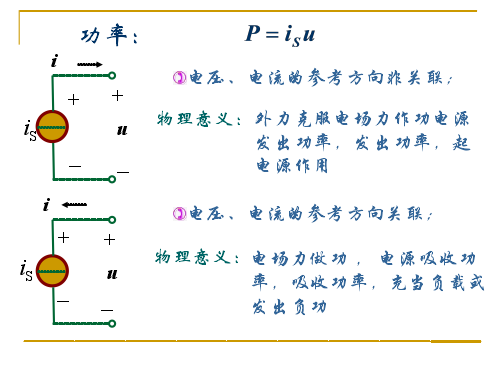 功率： P = iS u
i
①电压、电流的参考方向非关联；
+ +
iS u
物理意义：外力克服电场力作功电源
发出功率，发出功率，起
电源作用
— —
i
②电压、电流的参考方向关联；
+ +
iS u
物理意义：电场力做功，电源吸收功
率，吸收功率，充当负载或
发出负功
— —